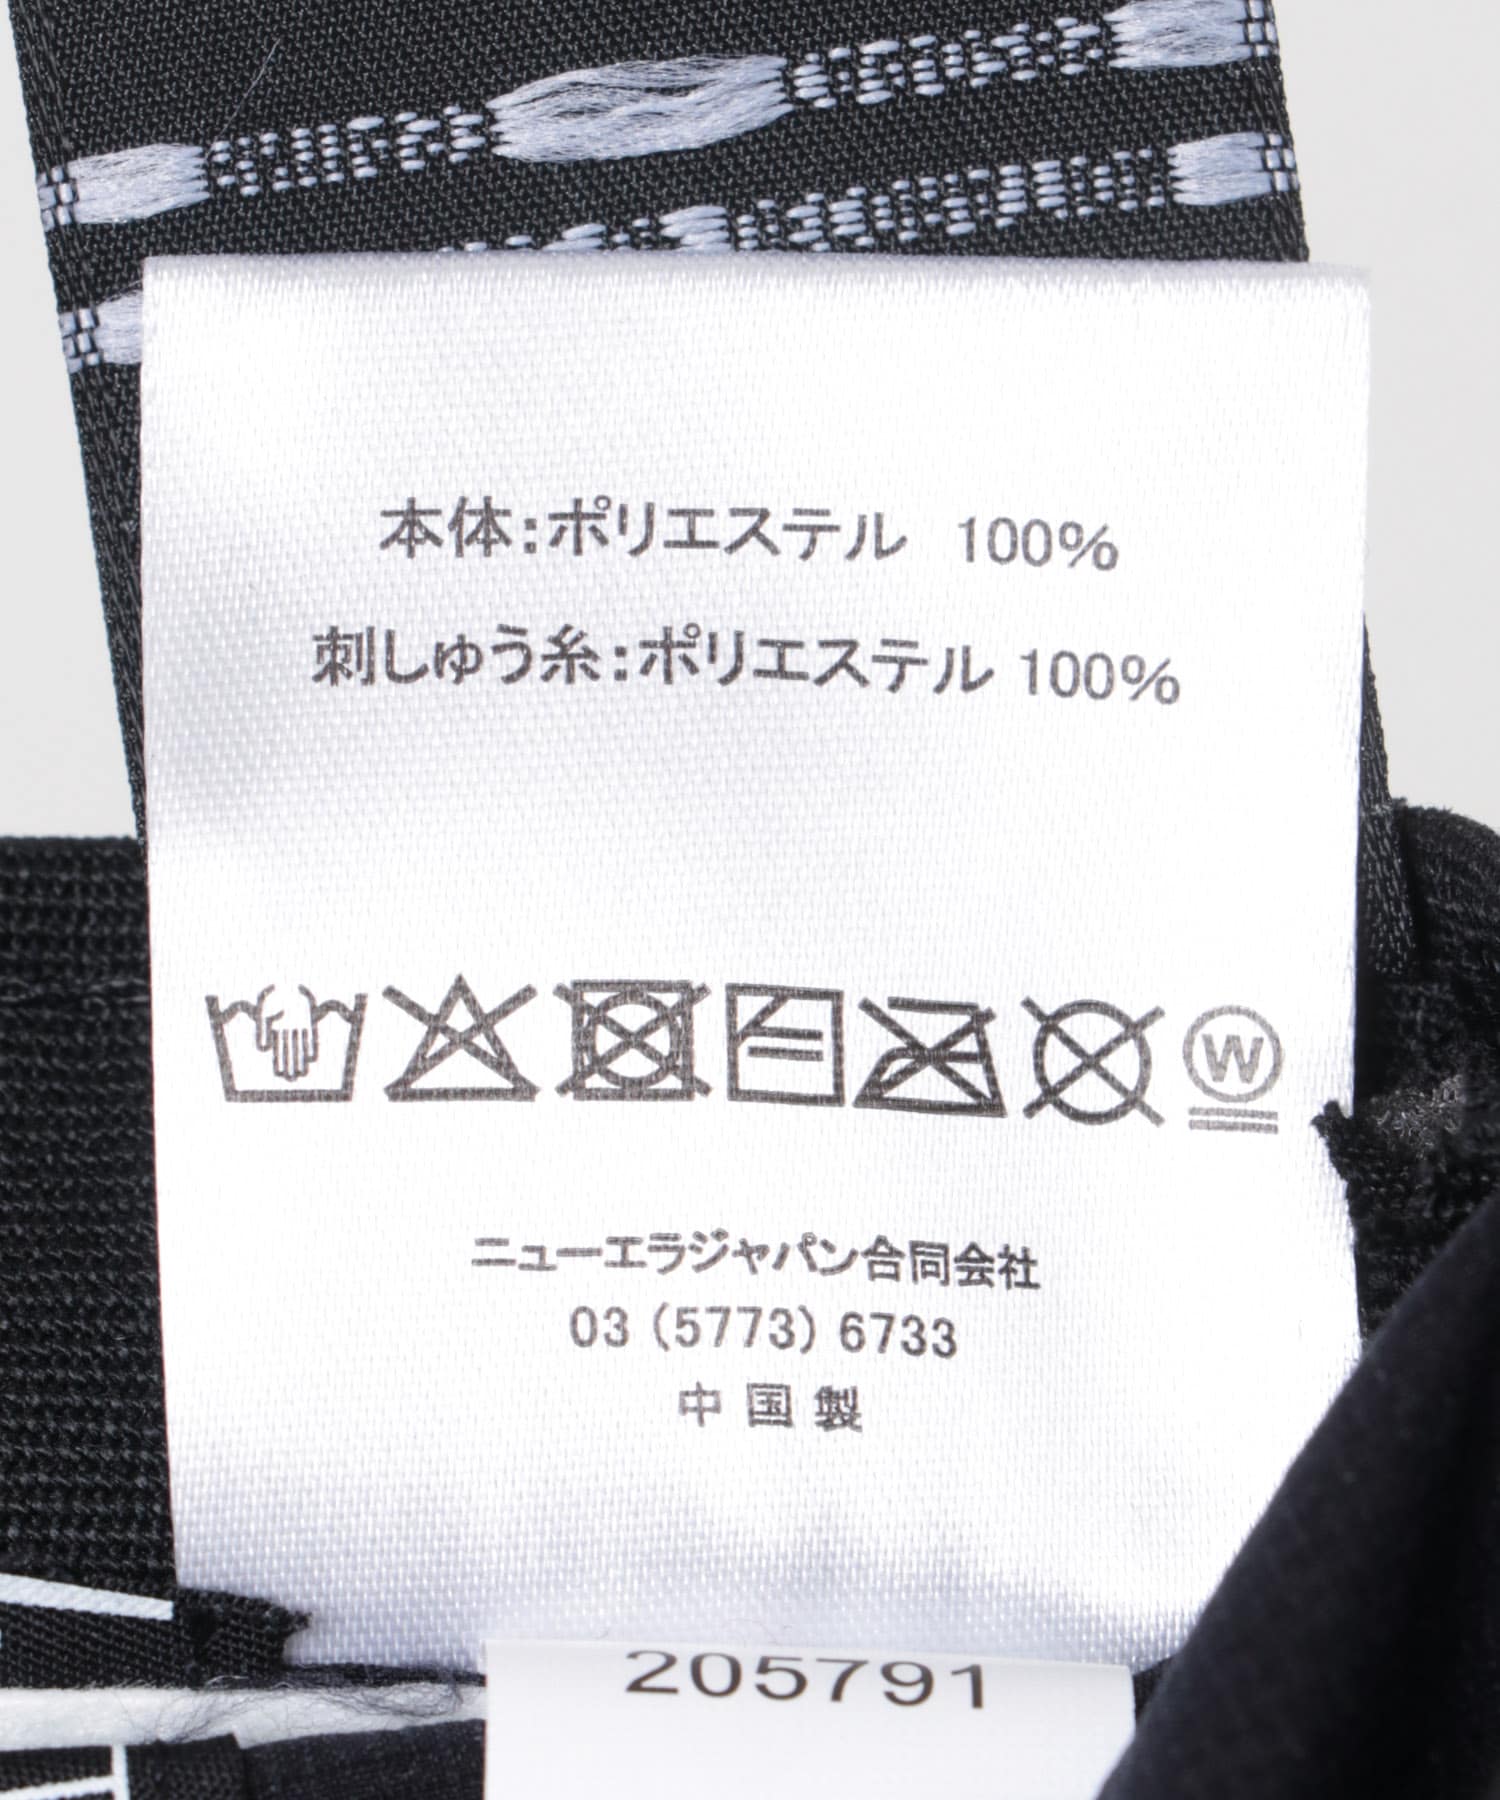 本体:ポリエステル 100%
刺しゅう糸:ポリエステル 100%
W
ニューエラジャパン合同会社
03 (5773) 6733
中国製
205791